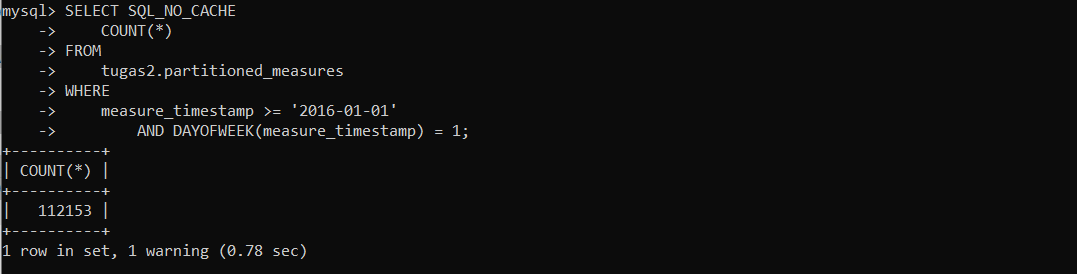 mysql> SELECT SQL_NO_CACHE
    ->     COUNT(*)
    -> FROM
    ->     tugas2.partitioned_measures
    -> WHERE
    ->     measure_timestamp >= '2016-01-01'
    ->         AND DAYOFWEEK(measure_timestamp) = 1;
+----------+
| COUNT(*) |
+----------+
|   112153 |
+----------+
1 row in set, 1 warning (0.78 sec)